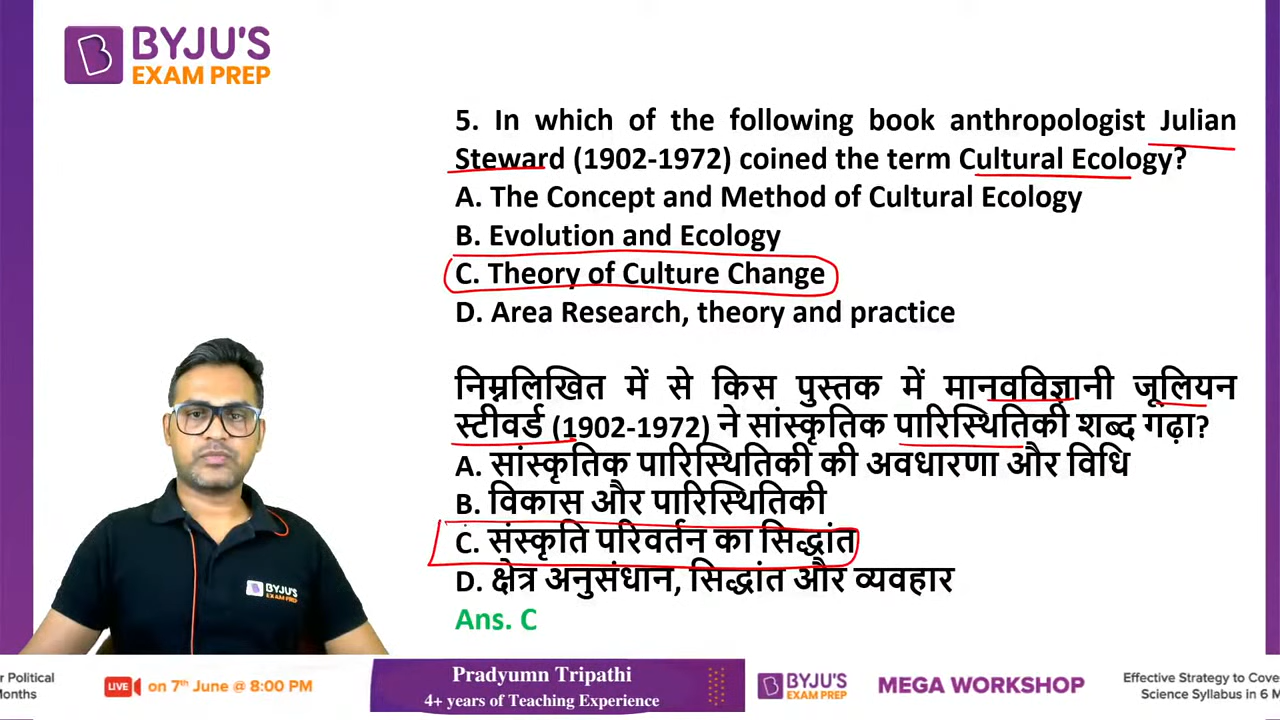 BYJU'S
EXAM PREP
5. In which of the following book anthropologist Julian
Steward (1902-1972) coined the term Cultural Ecology?
A. The Concept and Method of Cultural Ecology
B. Evolution and Ecology
C. Theory of Culture Change
D. Area Research, theory and practice
निम्नलिखित में से किस पुस्तक में मानवविज्ञानी जूलियन
स्टीवर्ड (1902-1972) ने सांस्कृतिक पारिस्थितिकी शब्द गढ़ा?
A. सांस्कृतिक पारिस्थितिकी की अवधारणा और विधि
B. विकास और पारिस्थितिकी
C. संस्कृति परिवर्तन का सिद्धांत
D. क्षेत्र अनुसंधान, सिद्धांत और व्यवहार
Ans. C
BYJU'S
EXAM PREP
r Political
Months
LIVE on 7th June @ 8:00 PM
Pradyumn Tripathi
4+ years of Teaching Experience
BYJU'S
EXAM PREP
MEGA WORKSHOP
Effective Strategy to Cove
Science Syllabus in 6 M